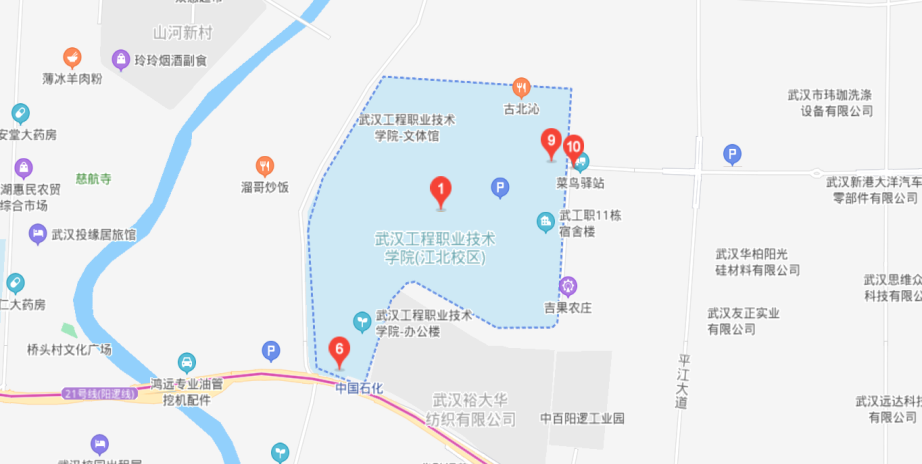 山河新村
玲玲烟酒副食
薄冰羊肉粉
古北沁
武汉市玮珈洗涤
设备有限公司
武汉工程职业技术
学院-文体馆
安堂大药房
9
10
P
菜鸟驿站
慈航寺
湖惠民农贸
综合市场
溜哥炒饭
1
P
武汉新港大洋汽车
零部件有限公司
武汉投缘居旅馆
武工职11栋
宿舍楼
武汉工程职业技术
学院(江北校区)
武汉华柏阳光
硅材料有限公司
武汉思维众
科技有限公
仁大药房
吉果农庄
武汉友正实业
有限公司
武汉工程职业技术
学院-办公楼
桥头村文化广场
P
6
平江大道
鸿远专业油管
挖机配件
21号线(阳逻线)
中国石化
武汉裕大华
纺织有限公司
中百阳逻工业园
武汉远达科技
有限公司